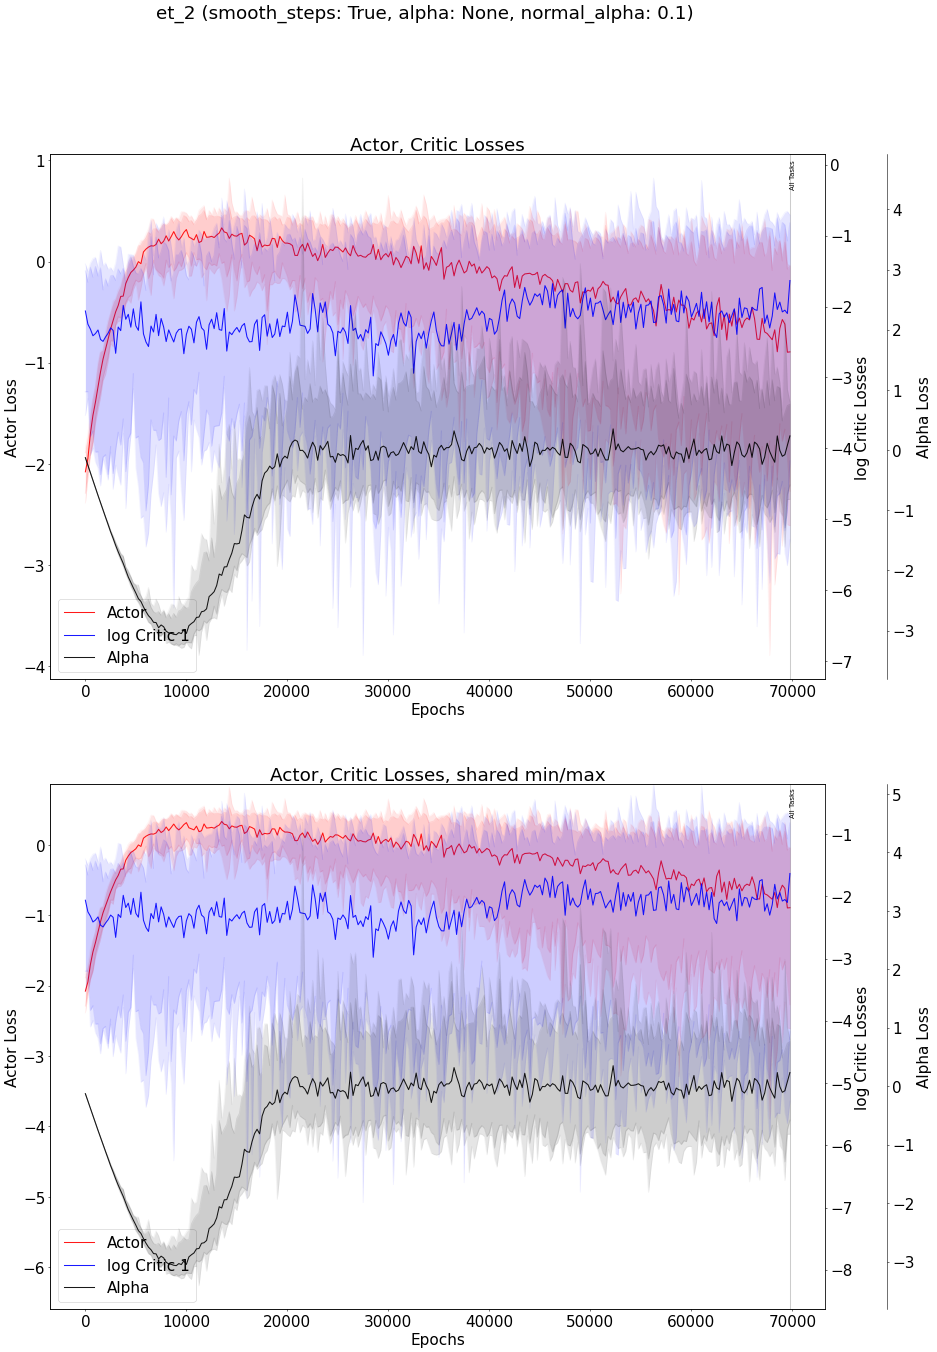 et_2 (smooth_steps: True, alpha: None, normal_alpha: 0.1)
Actor, Critic Losses
1
0
−1
−2
−3
−4
Actor Loss
0
−1
−2
−3
−4
−5
−6
−7
log Critic Losses
4
3
2
1
0
−1
−2
−3
Alpha Loss
All Tasks
Actor
log Critic 1
Alpha
0 10000 20000 30000 40000 50000 60000 70000
Epochs
Actor, Critic Losses, shared min/max
0
−1
−2
−3
−4
−5
−6
Actor Loss
−1
−2
−3
−4
−5
−6
−7
−8
log Critic Losses
5
4
3
2
1
0
−1
−2
−3
Alpha Loss
All Tasks
Actor
log Critic 1
Alpha
0 10000 20000 30000 40000 50000 60000 70000
Epochs